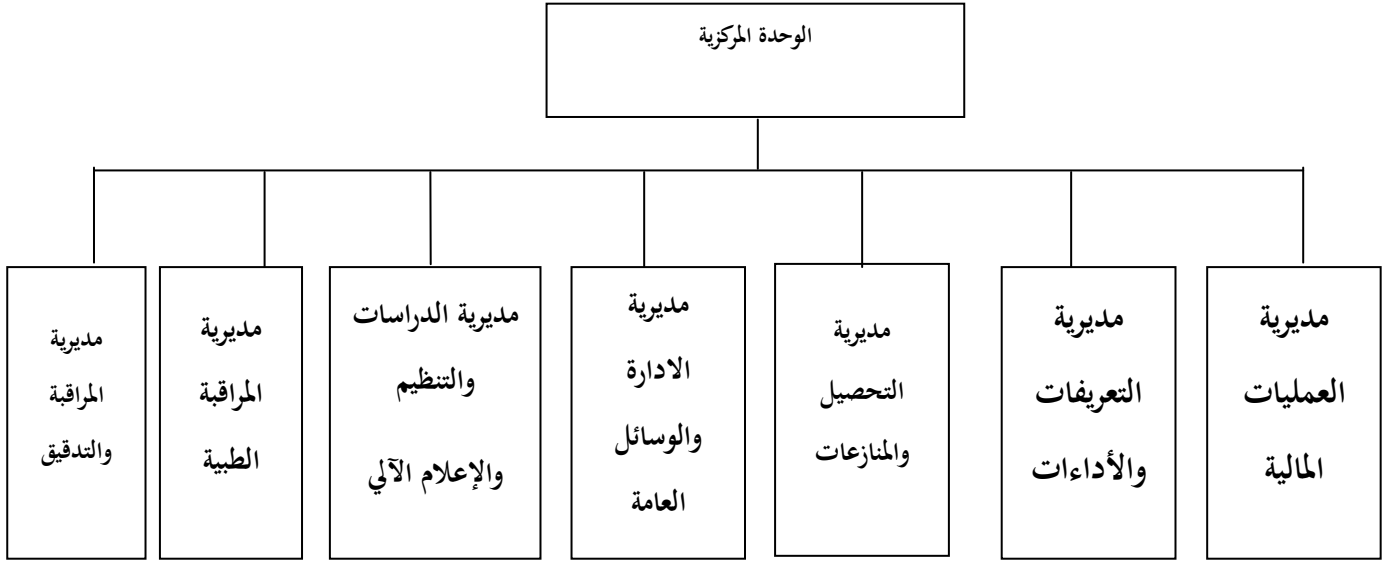 الوحدة المركزية
مديرية
العمليات
المالية
مديرية
التعريفات
والأداءات
مديرية
التحصيل
والمنازعات
مديرية
الادارة
والوسائل
العامة
مديرية الدراسات
والتنظيم
والإعلام الآلي
مديرية
المراقبة
الطبية
مديرية
المراقبة
والتدقيق